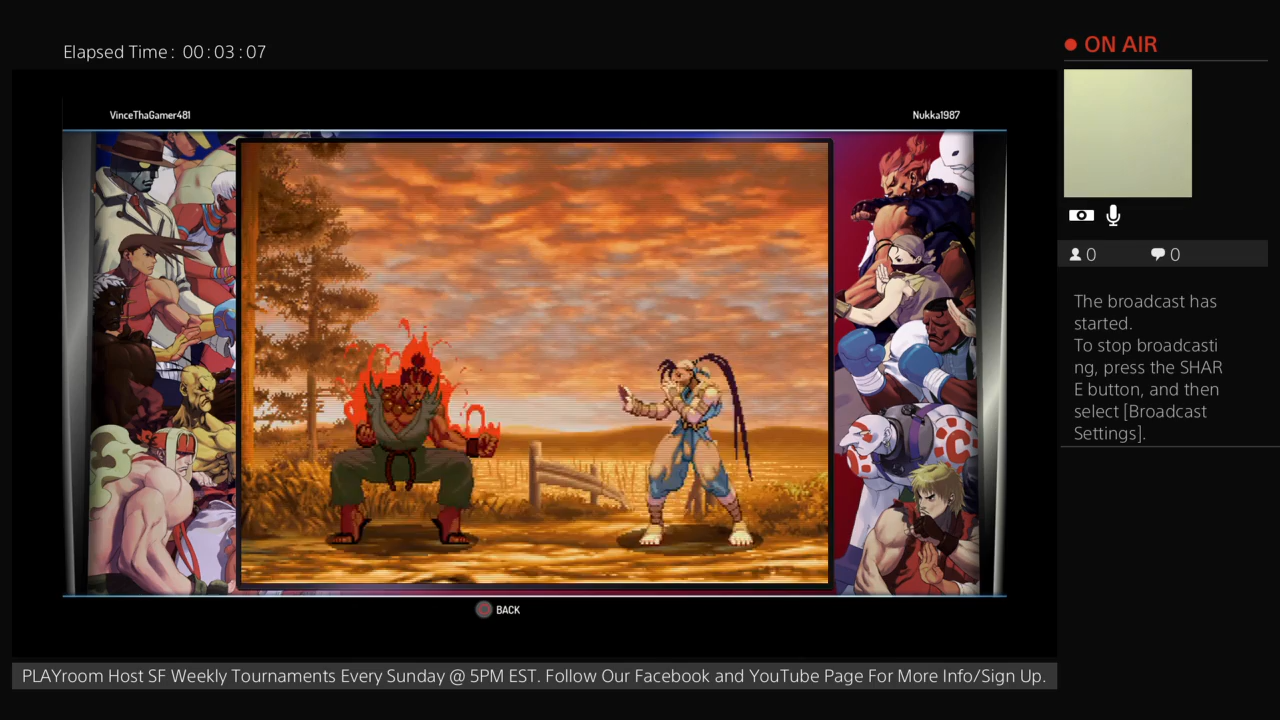 Elapsed Time: 00:03:07
ON AIR
VinceThaGamer481
Nukka1987
0
0
The broadcast has
started.
To stop broadcasti
ng, press the SHAR
E button, and then
select [Broadcast
Settings].
BACK
PLAYroom Host SF Weekly Tournaments Every Sunday @ 5PM EST. Follow Our Facebook and YouTube Page For More Info/Sign Up.